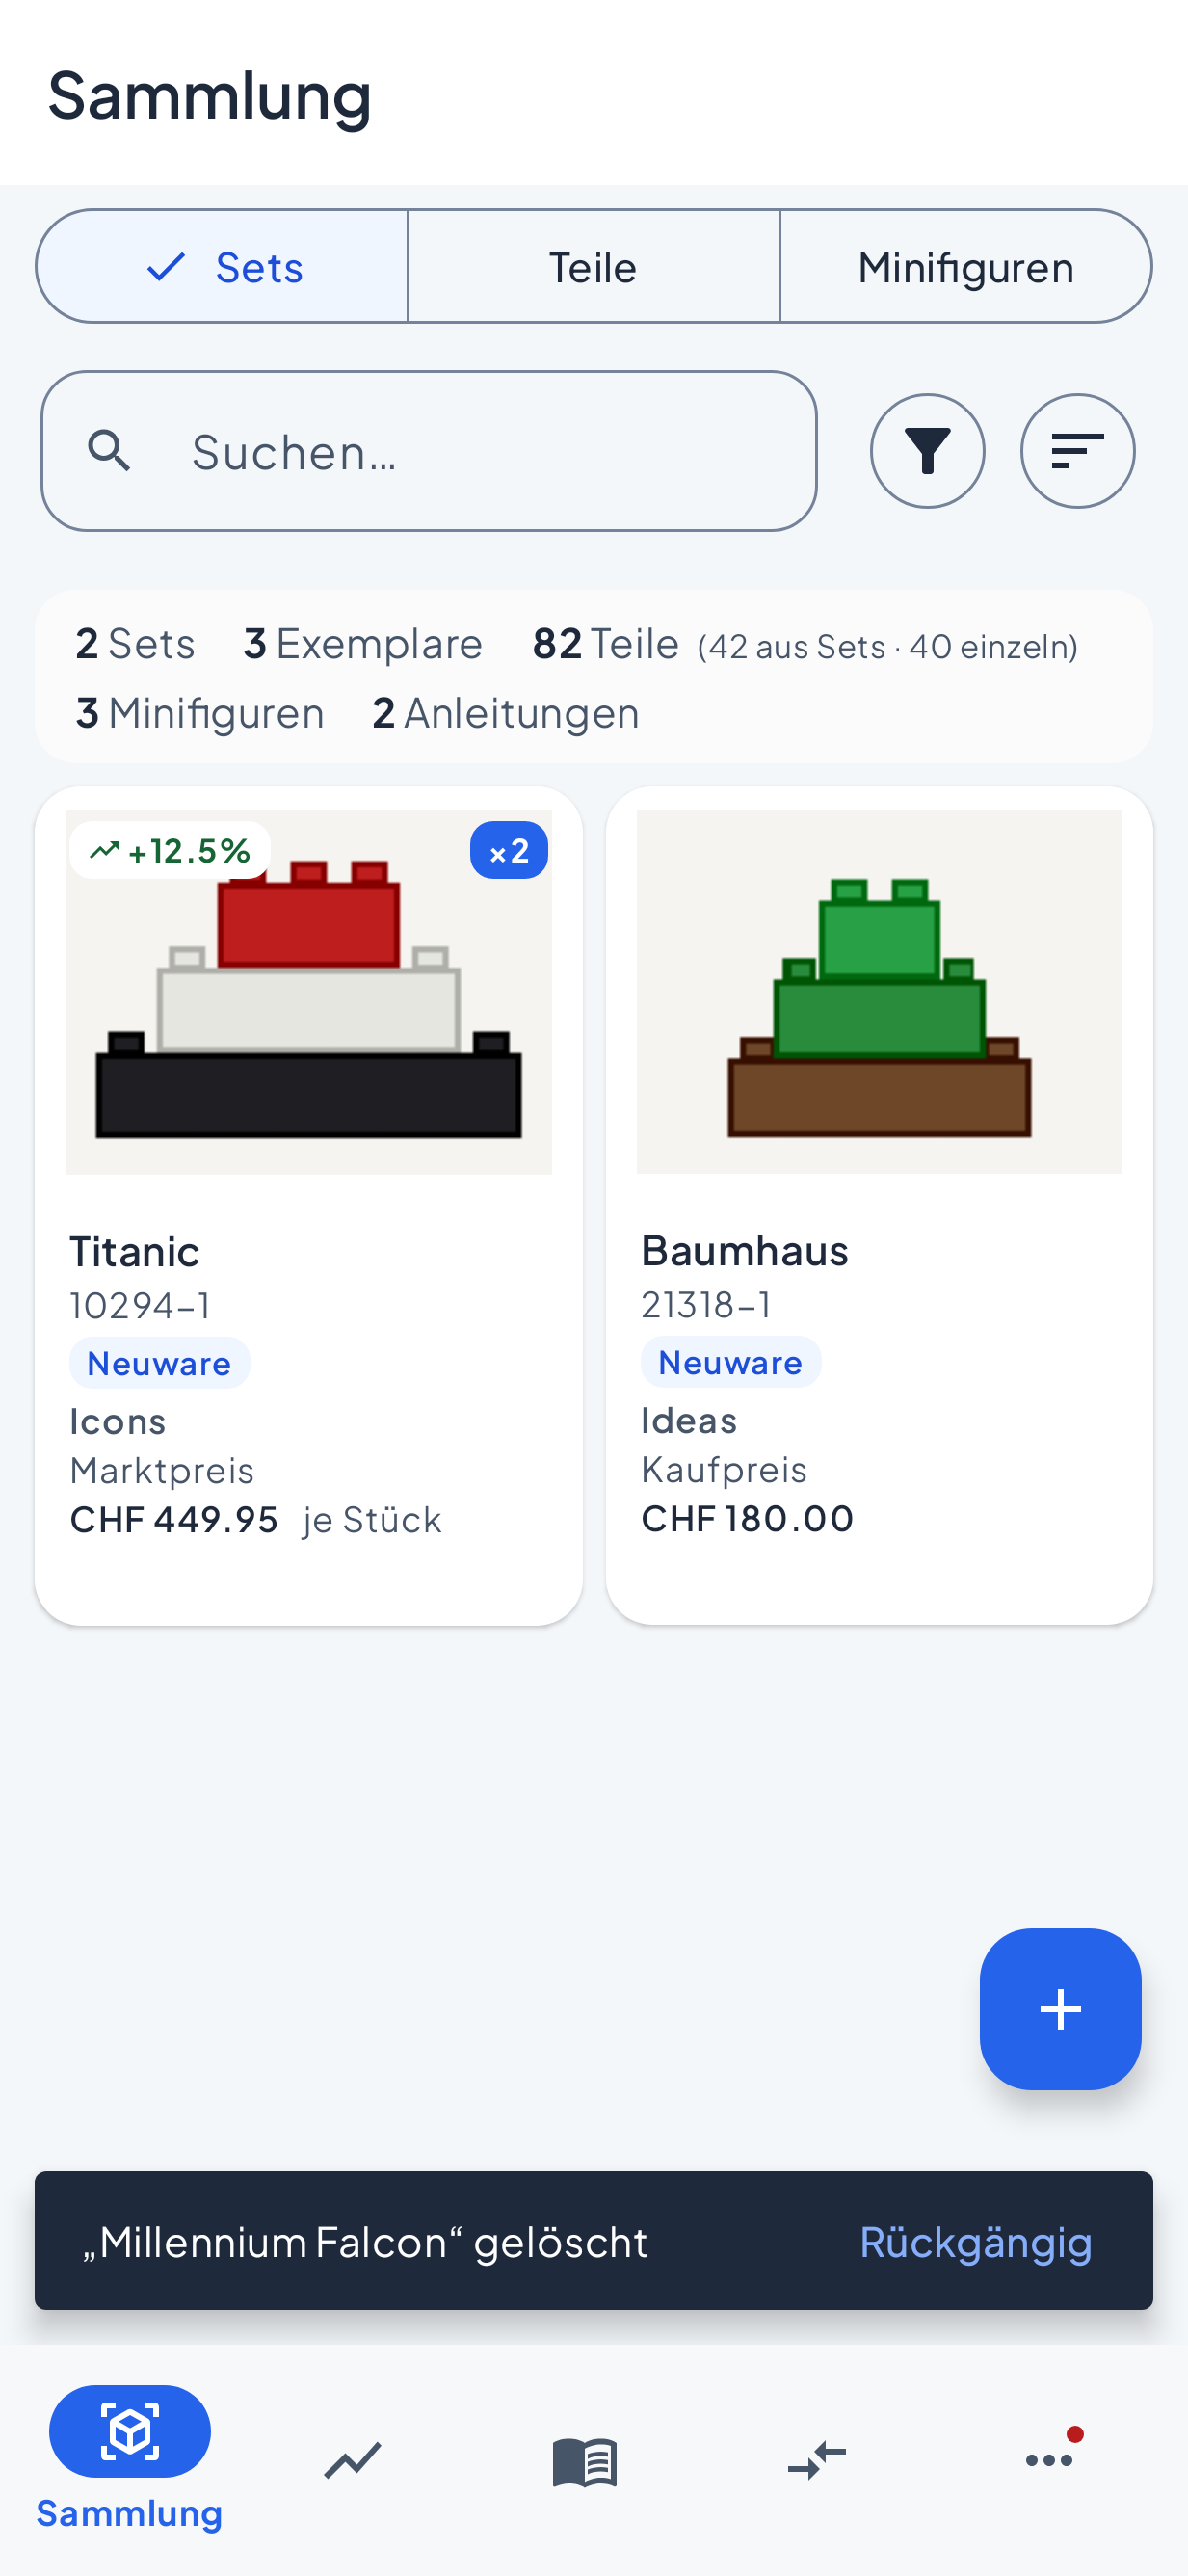 Sammlung
Sets
Teile
Minifiguren
Suchen…
2 Sets 3 Exemplare 82 Teile (42 aus Sets · 40 einzeln)
3 Minifiguren 2 Anleitungen
+12.5%
×2
Titanic
10294-1
Neuware
Icons
Marktpreis
CHF 449.95 je Stück
Baumhaus
21318-1
Neuware
Ideas
Kaufpreis
CHF 180.00
„Millennium Falcon“ gelöscht
Rückgängig
Sammlung